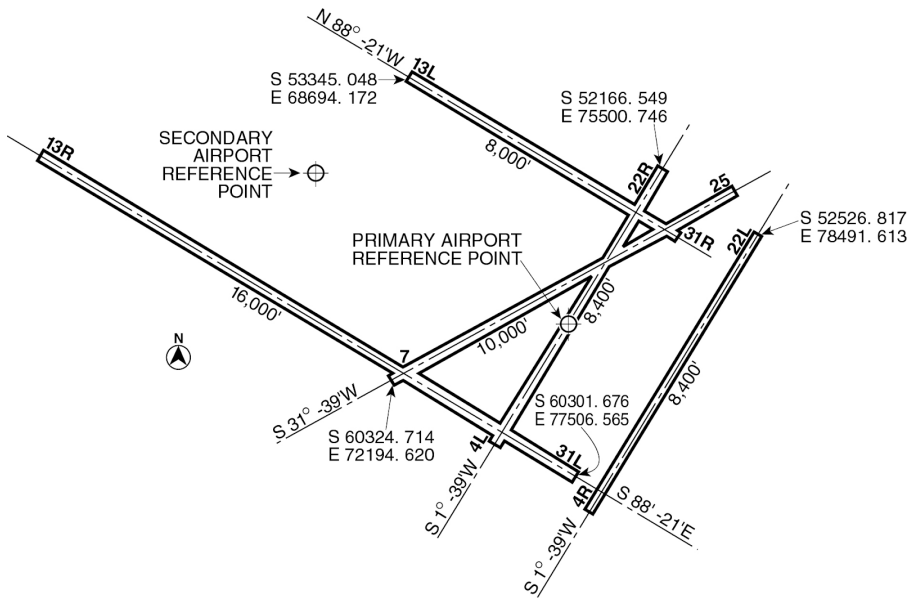 N 88° -21'W
13L
S 53345. 048
E 68694. 172
S 52166. 549
E 75500. 746
SECONDARY
AIRPORT
REFERENCE
POINT
13R
8,000'
22R
25
S 52526. 817
E 78491. 613
22L
31R
PRIMARY AIRPORT
REFERENCE POINT
16,000'
8,400'
10,000'
N
7
8,400'
S 31° -39'W
S 60301. 676
E 77506. 565
S 60324. 714
E 72194. 620
4L
31L
4R
S 88' -21'E
S 1° -39'W
S 1° -39'W